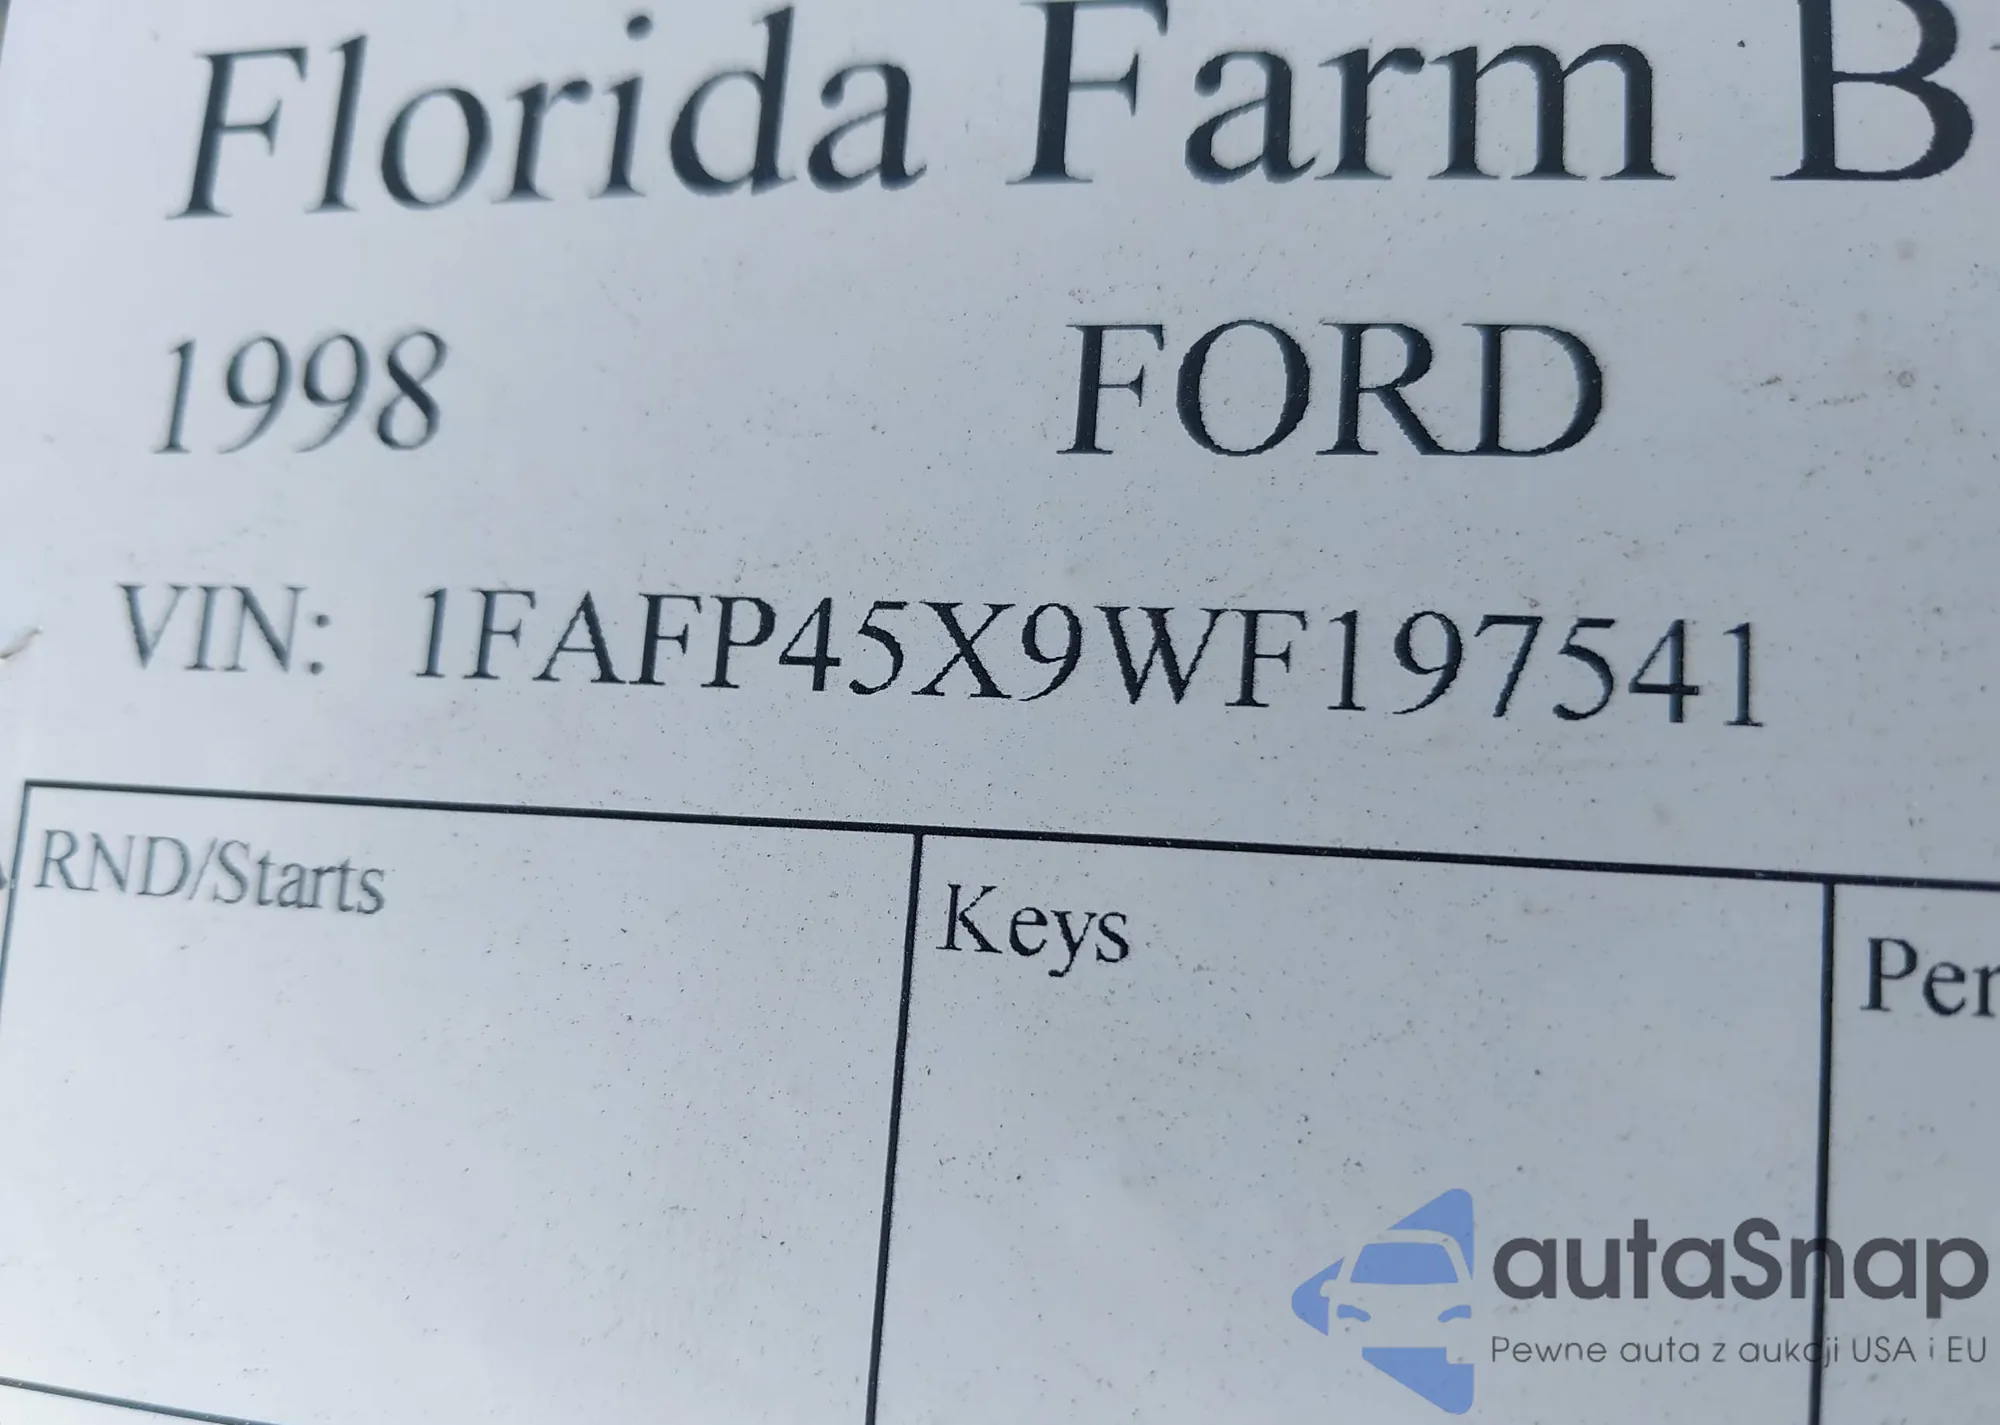 Florida Farm B
1998 FORD
VIN: 1FAFP45X9WF197541
RND/Starts Keys Per
autaSnap
Pewne auta z aukcji USA i EU